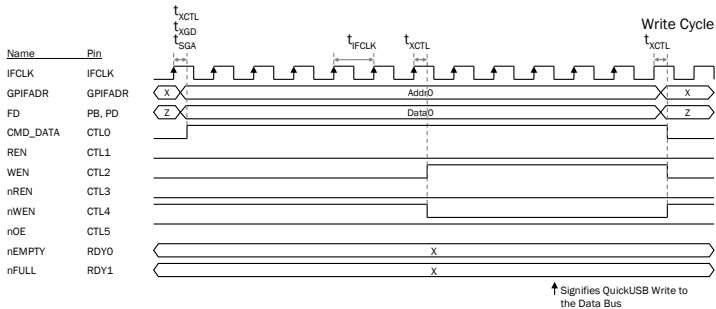 Write Cycle
tXCTL
tXGD
tSGA
tIFCLK
tXCTL
tXCTL
Name Pin
IFCLK IFCLK
GPIFADR GPIFADR X Addr0 X
FD PB, PD Z Data0 Z
CMD_DATA CTL0
REN CTL1
WEN CTL2
nREN CTL3
nWEN CTL4
nOE CTL5
nEMPTY RDY0 X
nFULL RDY1 X
Signifies QuickUSB Write to
the Data Bus